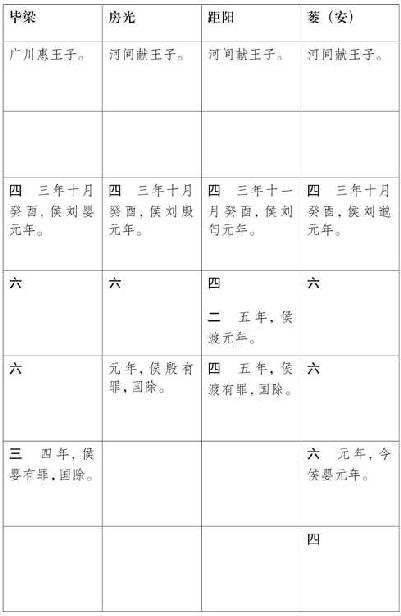 毕梁
房光
距阳
蒌（安）
广川惠王子。
河间献王子。
河间献王子。
河间献王子。
四　三年十月
癸酉，侯刘婴
元年。
四　三年十月
癸酉，侯刘殷
元年。
四　三年十一
月癸酉，侯刘
匄元年。
四　三年十月
癸酉，侯刘邈
元年。
六
六
四
二　五年，侯
渡元年。
六
六
元年，侯殷有
罪，国除。
四　五年，侯
渡有罪，国除。
六
三　四年，侯
婴有罪，国除。
六　元年，今
侯婴元年。
四